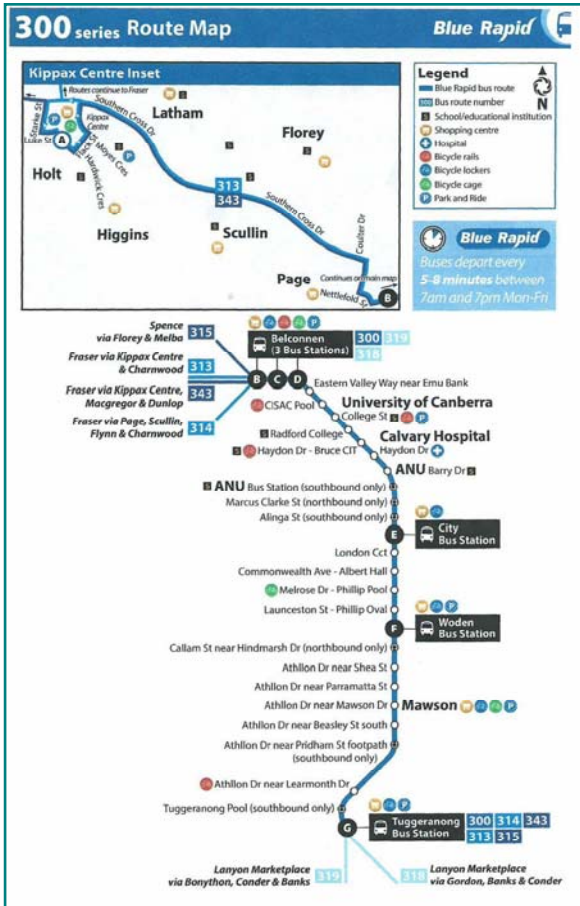 300 series Route Map
Blue Rapid
Kippax Centre Inset
Routes continue to Fraser
Starke St
Luke St
A
Kippax
Centre
Hardwick Cres
Moyes Cres
Southern Cross Dr
Latham
Florey
Holt
Higgins
313
343
Scullin
Southern Cross Dr
Coulter Dr
Page
Continues on main map
Nettlefold St
B
Legend
Blue Rapid bus route
300 Bus route number
School/educational institution
Shopping centre
Hospital
Bicycle rails
Bicycle lockers
Bicycle cage
P Park and Ride
N
Blue Rapid
Buses depart every
5-8 minutes between
7am and 7pm Mon-Fri
Spence
via Florey & Melba
315
Fraser via Kippax Centre
& Charnwood
313
Fraser via Kippax Centre,
Macgregor & Dunlop
343
Fraser via Page, Scullin,
Flynn & Charnwood
314
Belconnen
(3 Bus Stations)
300 319
318
B C D
Eastern Valley Way near Emu Bank
CISAC Pool
University of Canberra
College St
Radford College
Calvary Hospital
Haydon Dr
Haydon Dr - Bruce CIT
ANU Barry Dr
ANU Bus Station (southbound only)
Marcus Clarke St (northbound only)
Alinga St (southbound only)
E
City
Bus Station
London Cct
Commonwealth Ave - Albert Hall
Melrose Dr - Phillip Pool
Launceston St - Phillip Oval
F
Woden
Bus Station
Callam St near Hindmarsh Dr (northbound only)
Athllon Dr near Shea St
Athllon Dr near Parramatta St
Athllon Dr near Mawson Dr
Mawson
Athllon Dr near Beasley St south
Athllon Dr near Pridham St footpath
(southbound only)
Athllon Dr near Learmonth Dr
Tuggeranong Pool (southbound only)
G
Tuggeranong
Bus Station
300 314 343
313 315
Lanyon Marketplace
via Bonython, Conder & Banks
319
318
Lanyon Marketplace
via Gordon, Banks & Conder